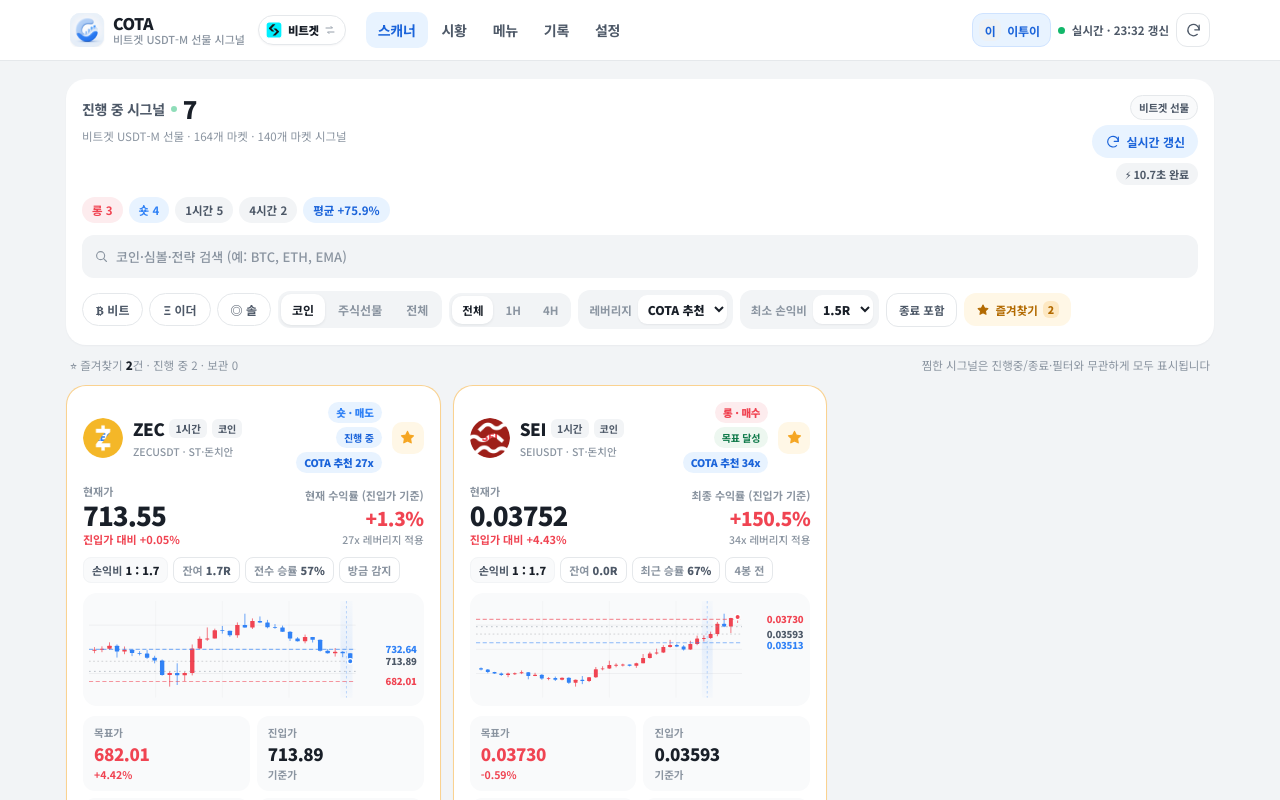 COTA
비트겟 USDT-M 선물 시그널
비트겟
스캐너
시황
메뉴
기록
설정
이 이투이
실시간 · 23:32 갱신
진행 중 시그널 7
비트겟 USDT-M 선물 · 164개 마켓 · 140개 마켓 시그널
비트겟 선물
실시간 갱신
⚡ 10.7초 완료
롱 3
숏 4
1시간 5
4시간 2
평균 +75.9%
코인·심볼·전략 검색 (예: BTC, ETH, EMA)
₿ 비트
Ξ 이더
◎ 솔
코인
주식선물
전체
전체
1H
4H
레버리지 COTA 추천
최소 손익비 1.5R
종료 포함
★ 즐겨찾기 2
⭐ 즐겨찾기 2건 · 진행 중 2 · 보관 0
찜한 시그널은 진행중/종료·필터와 무관하게 모두 표시됩니다
숏 · 매도
ZEC 1시간 코인
진행 중
ZECUSDT · ST·돈치안
COTA 추천 27x
현재가
현재 수익률 (진입가 기준)
713.55
+1.3%
진입가 대비 +0.05%
27x 레버리지 적용
손익비 1 : 1.7
잔여 1.7R
전수 승률 57%
방금 감지
732.64
713.89
682.01
목표가
682.01
+4.42%
진입가
713.89
기준가
롱 · 매수
SEI 1시간 코인
목표 달성
SEIUSDT · ST·돈치안
COTA 추천 34x
현재가
최종 수익률 (진입가 기준)
0.03752
+150.5%
진입가 대비 +4.43%
34x 레버리지 적용
손익비 1 : 1.7
잔여 0.0R
최근 승률 67%
4봉 전
0.03730
0.03593
0.03513
목표가
0.03730
-0.59%
진입가
0.03593
기준가